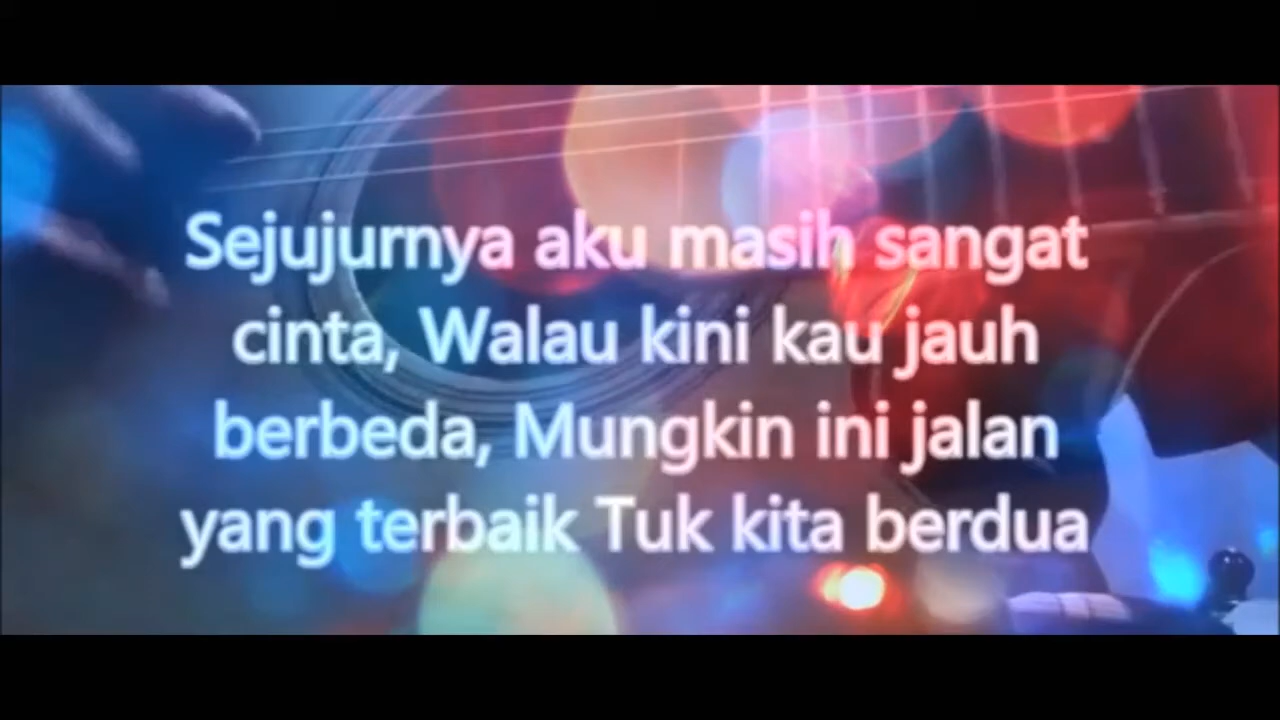 Sejujurnya aku masih sangat
cinta, Walau kini kau jauh
berbeda, Mungkin ini jalan
yang terbaik Tuk kita berdua